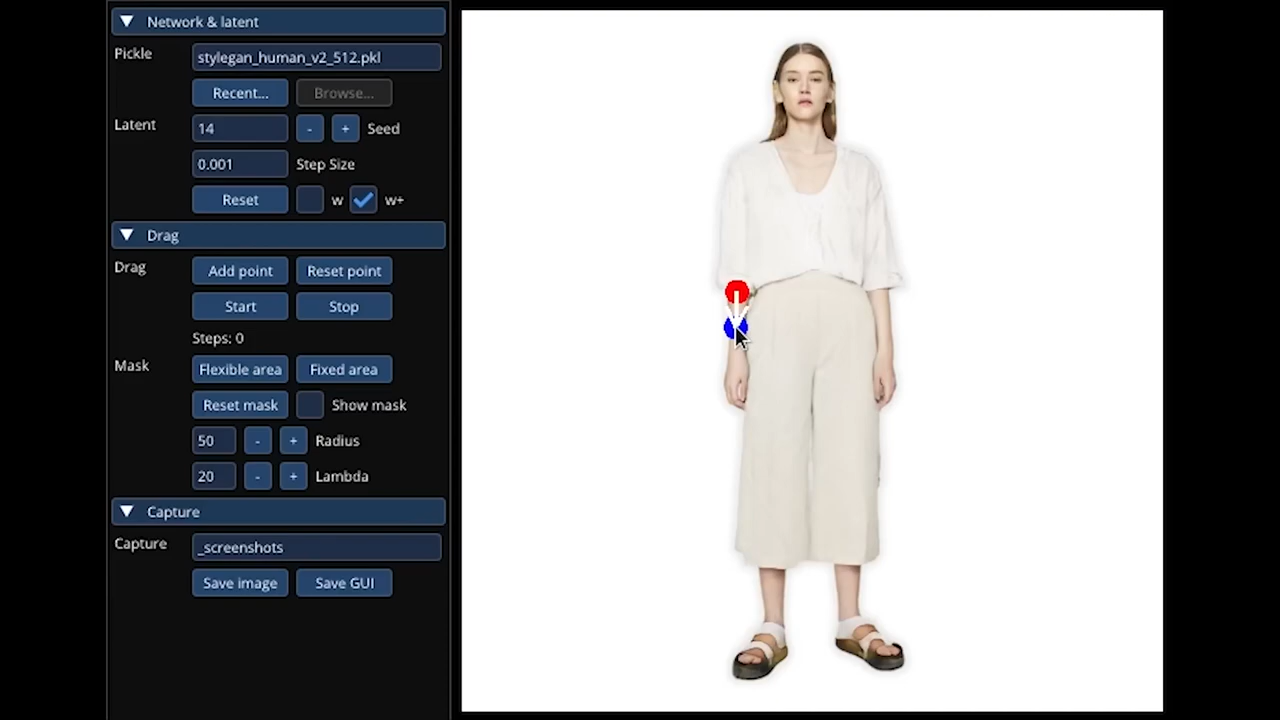 Network & latent
Pickle stylegan_human_v2_512.pkl
Recent... Browse...
Latent 14 - + Seed
0.001 Step Size
Reset w w+
Drag
Drag Add point Reset point
Start Stop
Steps: 0
Mask Flexible area Fixed area
Reset mask Show mask
50 - + Radius
20 - + Lambda
Capture
Capture _screenshots
Save image Save GUI